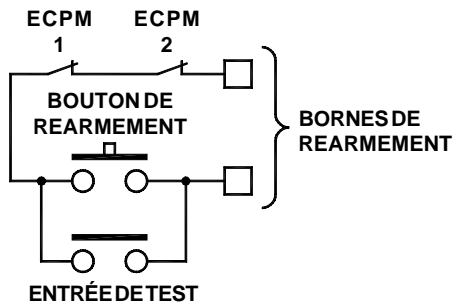 ECPM ECPM
1 2
BOUTON DE
REARMEMENT
BORNES DE
REARMEMENT
ENTRÉE DE TEST